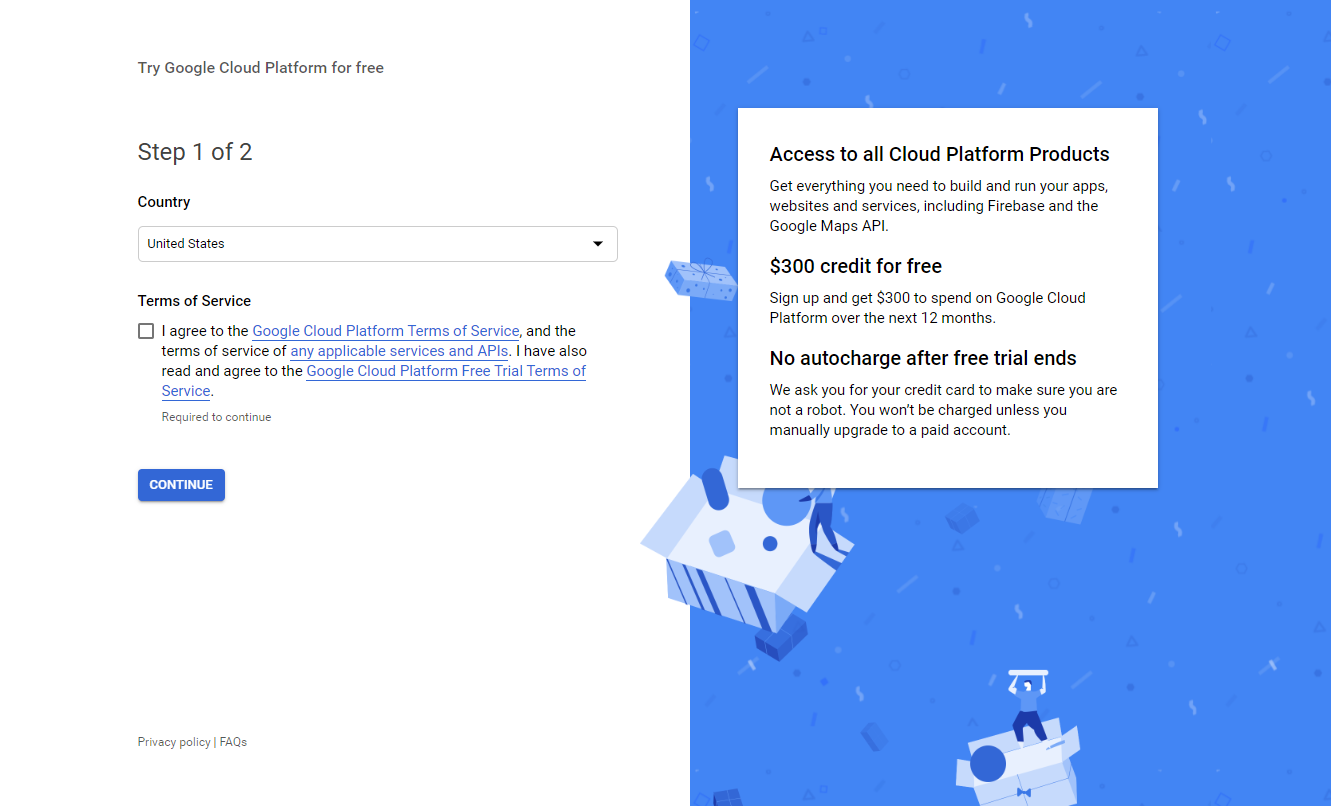 Try Google Cloud Platform for free
Step 1 of 2
Country
United States
Terms of Service
I agree to the Google Cloud Platform Terms of Service, and the
terms of service of any applicable services and APIs. I have also
read and agree to the Google Cloud Platform Free Trial Terms of
Service.
Required to continue
CONTINUE
Privacy policy | FAQs
Access to all Cloud Platform Products
Get everything you need to build and run your apps,
websites and services, including Firebase and the
Google Maps API.
$300 credit for free
Sign up and get $300 to spend on Google Cloud
Platform over the next 12 months.
No autocharge after free trial ends
We ask you for your credit card to make sure you are
not a robot. You won’t be charged unless you
manually upgrade to a paid account.